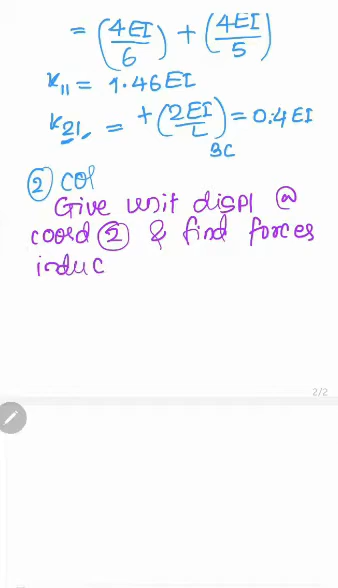 = (4EI/6) + (4EI/5)
K11 = 1.46EI
K21, = +(2EI/L)BC = 0.4EI
② col
Give unit displ @
coord ② & find forces
induc
2/2